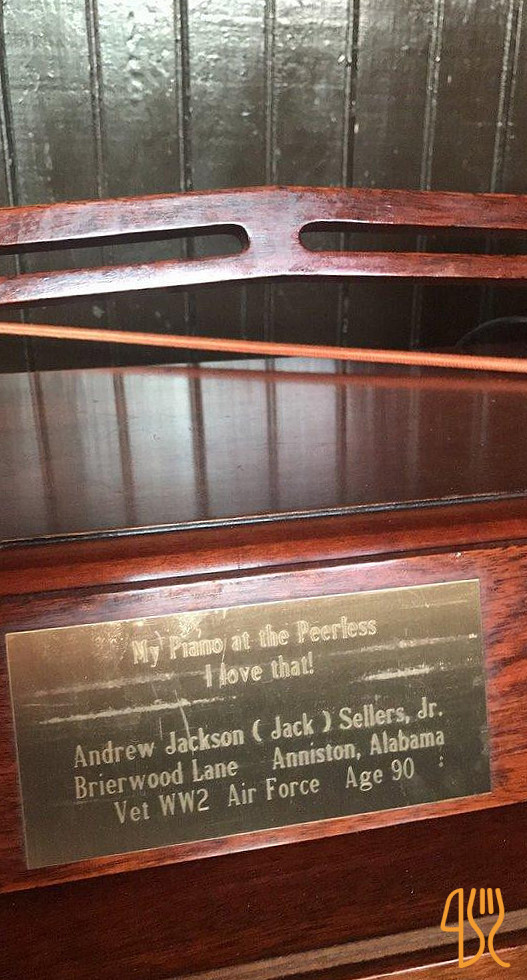 My Piano at the Peerless
I love that!
Andrew Jackson ( Jack ) Sellers, Jr.
Brierwood Lane Anniston, Alabama
Vet WW2 Air Force Age 90